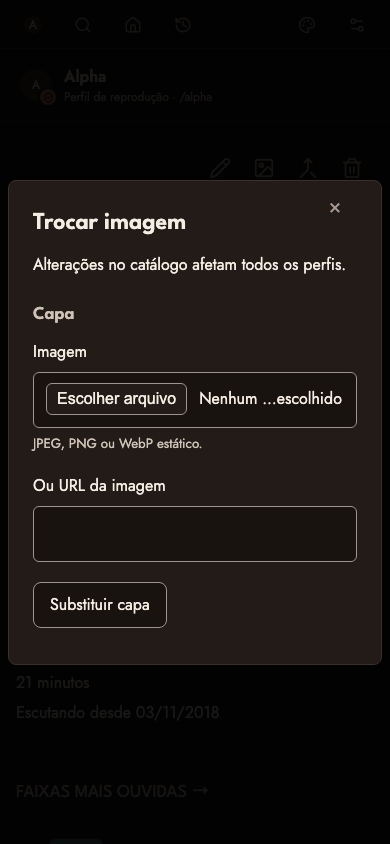 A
A
Alpha
Perfil de reprodução · /alpha
Trocar imagem
×
Alterações no catálogo afetam todos os perfis.
Capa
Imagem
Escolher arquivo Nenhum ...escolhido
JPEG, PNG ou WebP estático.
Ou URL da imagem
Substituir capa
21 minutos
Escutando desde 03/11/2018
FAIXAS MAIS OUVIDAS →